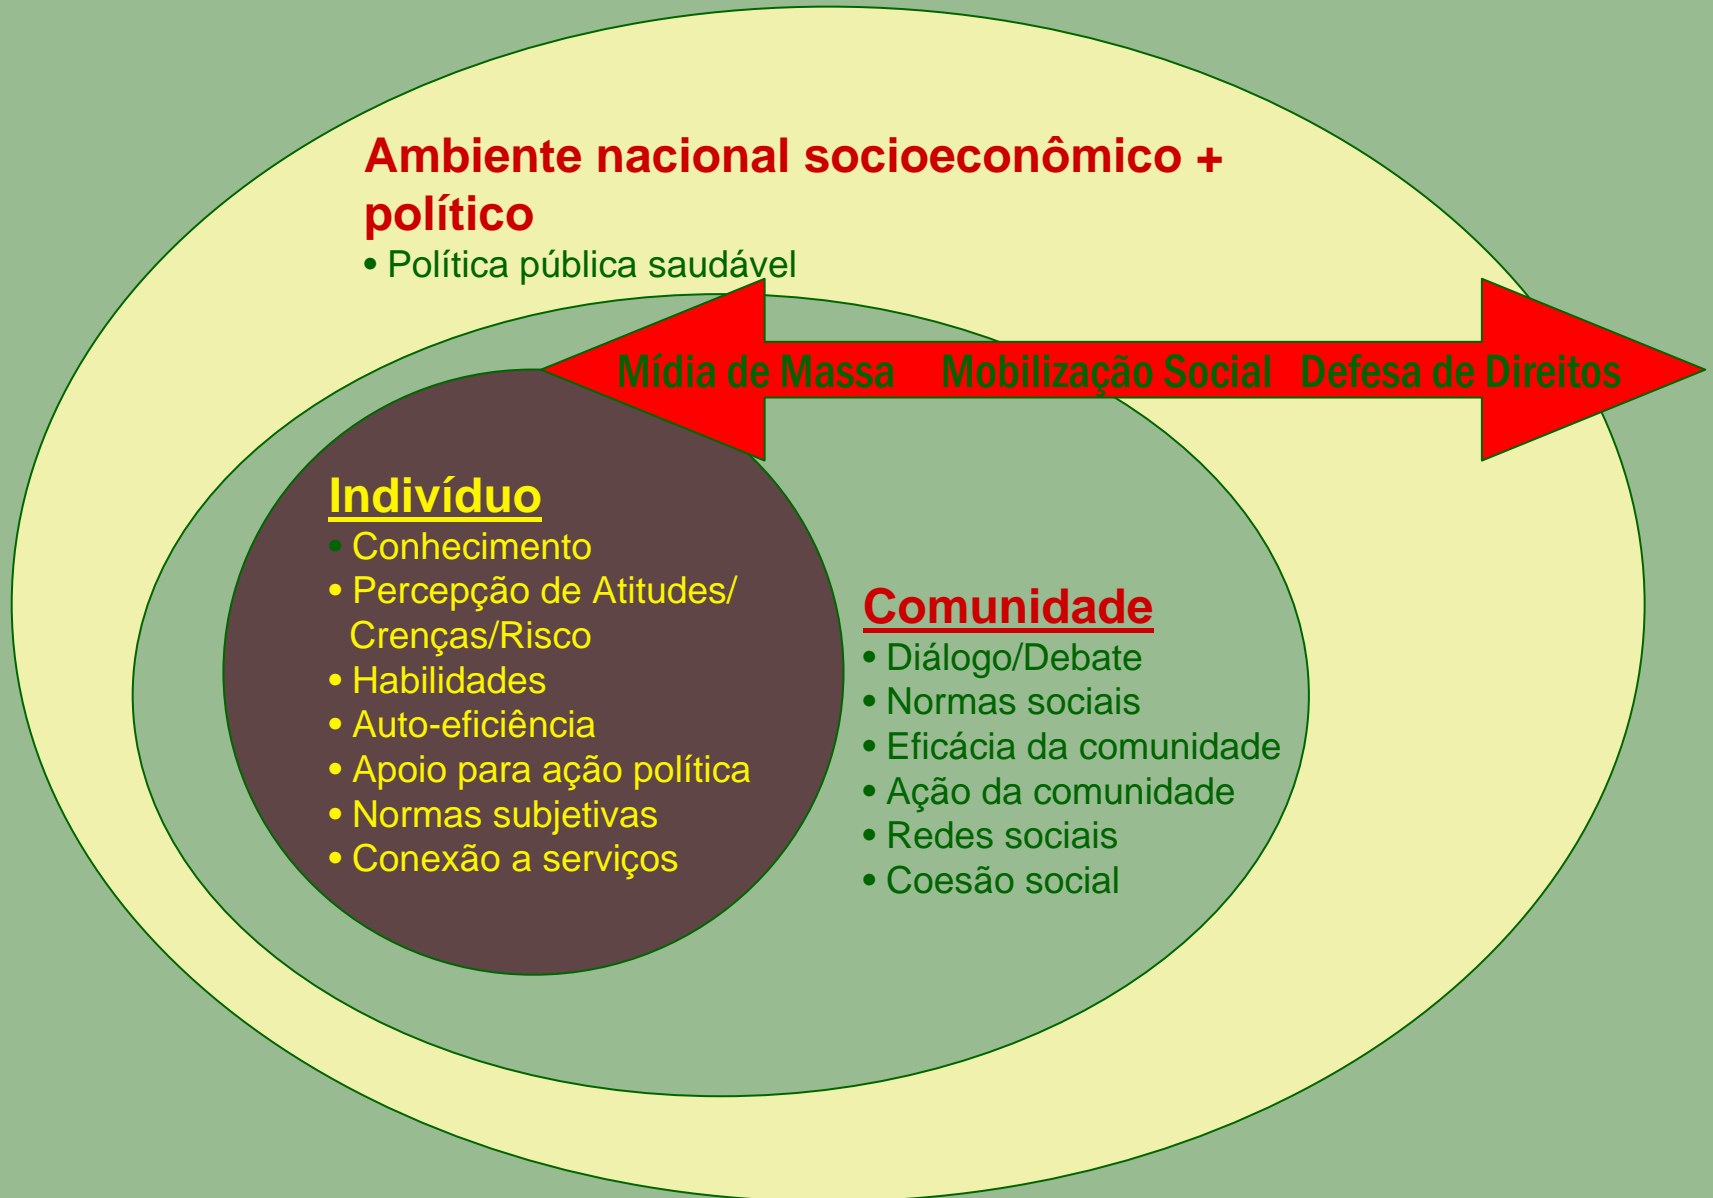 Ambiente nacional socioeconômico +
político
• Política pública saudável
Mídia de Massa Mobilização Social Defesa de Direitos
Indivíduo
• Conhecimento
• Percepção de Atitudes/
Crenças/Risco
• Habilidades
• Auto-eficiência
• Apoio para ação política
• Normas subjetivas
• Conexão a serviços
Comunidade
• Diálogo/Debate
• Normas sociais
• Eficácia da comunidade
• Ação da comunidade
• Redes sociais
• Coesão social